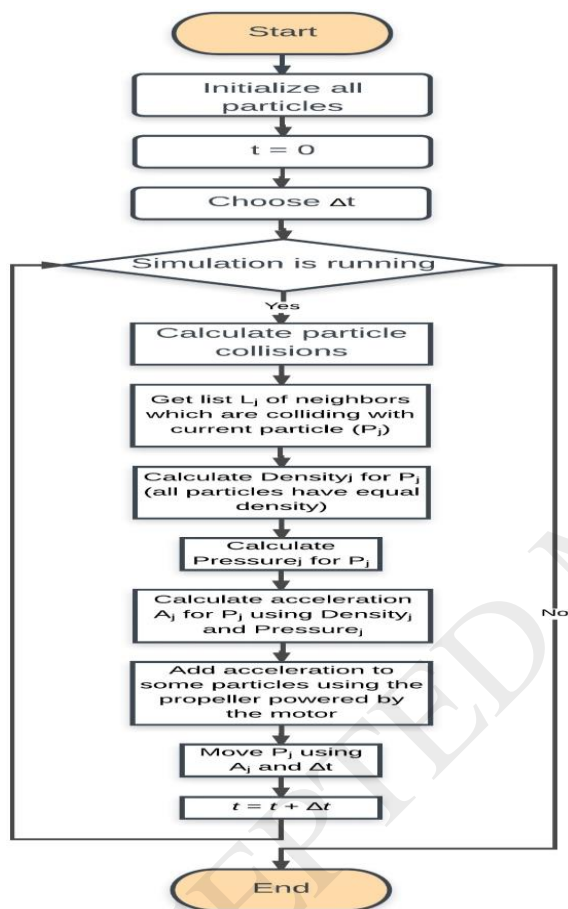 Start
Initialize all
particles
t = 0
Choose Δt
Simulation is running
Yes
Calculate particle
collisions
Get list Lⱼ of neighbors
which are colliding with
current particle (Pⱼ)
Calculate Densityⱼ for Pⱼ
(all particles have equal
density)
Calculate
Pressureⱼ for Pⱼ
Calculate acceleration
Aⱼ for Pⱼ using Densityⱼ
and Pressureⱼ
No
Add acceleration to
some particles using the
propeller powered by
the motor
Move Pⱼ using
Aⱼ and Δt
t = t + Δt
End
EPTED M